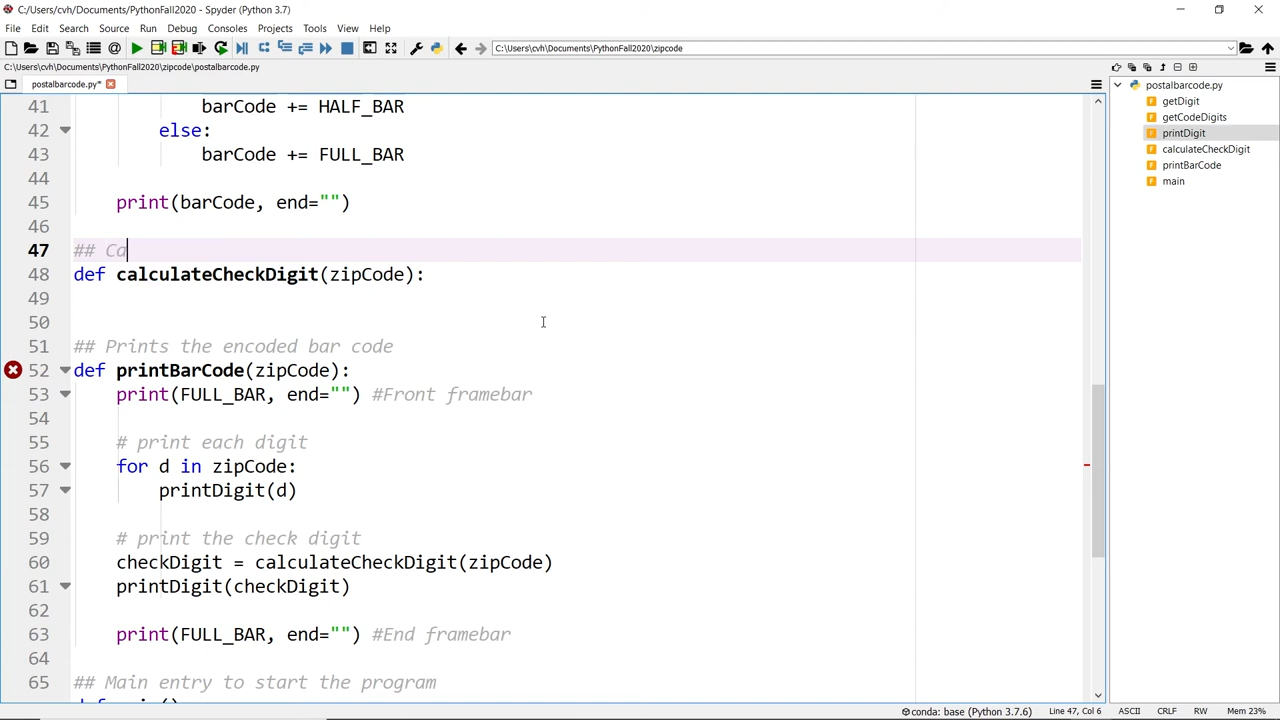 C:/Users/cvh/Documents/PythonFall2020 - Spyder (Python 3.7)
File Edit Search Source Run Debug Consoles Projects Tools View Help
C:\Users\cvh\Documents\PythonFall2020\zipcode
C:\Users\cvh\Documents\PythonFall2020\zipcode\postalbarcode.py
postalbarcode.py*
41 barCode += HALF_BAR
42 else:
43 barCode += FULL_BAR
44
45 print(barCode, end="")
46
47 ## Ca
48 def calculateCheckDigit(zipCode):
49
50
51 ## Prints the encoded bar code
52 def printBarCode(zipCode):
53 print(FULL_BAR, end="") #Front framebar
54
55 # print each digit
56 for d in zipCode:
57 printDigit(d)
58
59 # print the check digit
60 checkDigit = calculateCheckDigit(zipCode)
61 printDigit(checkDigit)
62
63 print(FULL_BAR, end="") #End framebar
64
65 ## Main entry to start the program
postalbarcode.py
getDigit
getCodeDigits
printDigit
calculateCheckDigit
printBarCode
main
conda: base (Python 3.7.6) Line 47, Col 6 ASCII CRLF RW Mem 23%